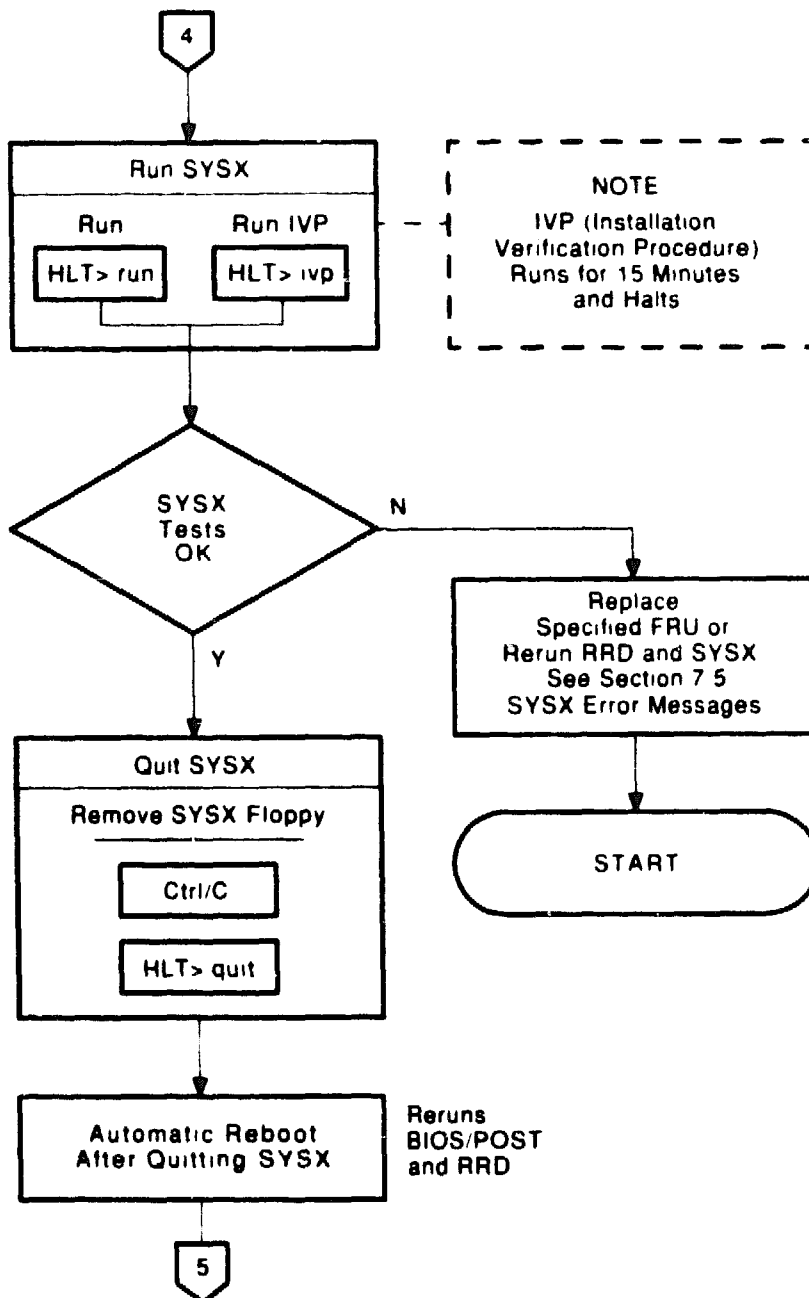 4
Run SYSX
Run
Run IVP
HLT> run
HLT> ivp
NOTE
IVP (Installation
Verification Procedure)
Runs for 15 Minutes
and Halts
SYSX
Tests
OK
N
Y
Replace
Specified FRU or
Rerun RRD and SYSX
See Section 7 5
SYSX Error Messages
START
Quit SYSX
Remove SYSX Floppy
Ctrl/C
HLT> quit
Automatic Reboot
After Quitting SYSX
Reruns
BIOS/POST
and RRD
5